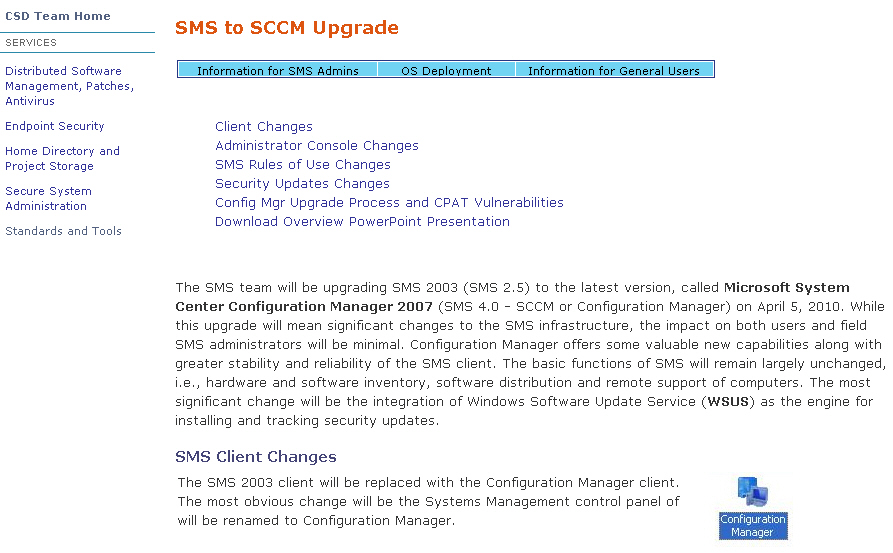 CSD Team Home
SERVICES
Distributed Software
Management, Patches,
Antivirus
Endpoint Security
Home Directory and
Project Storage
Secure System
Administration
Standards and Tools
SMS to SCCM Upgrade
Information for SMS Admins OS Deployment Information for General Users
Client Changes
Administrator Console Changes
SMS Rules of Use Changes
Security Updates Changes
Config Mgr Upgrade Process and CPAT Vulnerabilities
Download Overview PowerPoint Presentation
The SMS team will be upgrading SMS 2003 (SMS 2.5) to the latest version, called Microsoft System
Center Configuration Manager 2007 (SMS 4.0 – SCCM or Configuration Manager) on April 5, 2010. While
this upgrade will mean significant changes to the SMS infrastructure, the impact on both users and field
SMS administrators will be minimal. Configuration Manager offers some valuable new capabilities along with
greater stability and reliability of the SMS client. The basic functions of SMS will remain largely unchanged,
i.e., hardware and software inventory, software distribution and remote support of computers. The most
significant change will be the integration of Windows Software Update Service (WSUS) as the engine for
installing and tracking security updates.
SMS Client Changes
The SMS 2003 client will be replaced with the Configuration Manager client.
The most obvious change will be the Systems Management control panel of
will be renamed to Configuration Manager.
Configuration
Manager